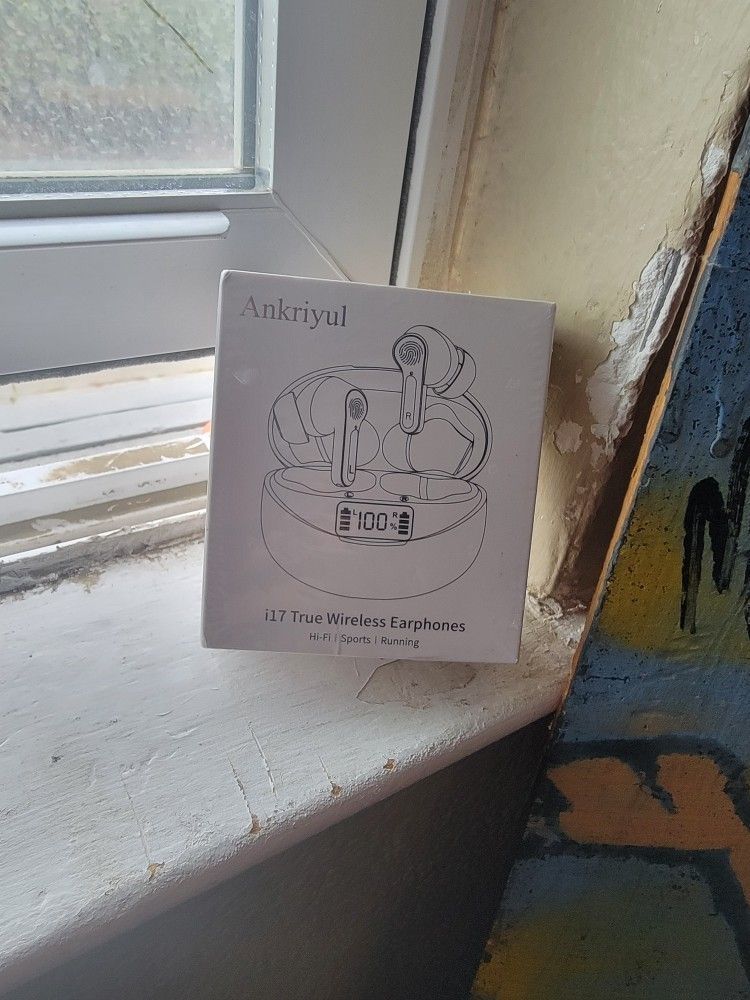 Ankriyul
R
L
L 100% R
i17 True Wireless Earphones
Hi-Fi | Sports | Running